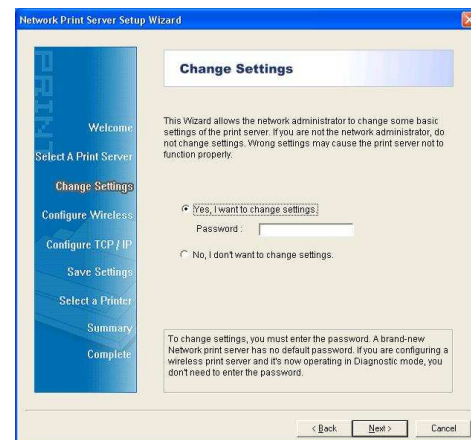 Network Print Server Setup Wizard
PRINT
Welcome
Select A Print Server
Change Settings
Configure Wireless
Configure TCP / IP
Save Settings
Select a Printer
Summary
Complete
Change Settings
This Wizard allows the network administrator to change some basic
settings of the print server. If you are not the network administrator, do
not change settings. Wrong settings may cause the print server not to
function properly.
Yes, I want to change settings.
Password :
No, I don't want to change settings.
To change settings, you must enter the password. A brand-new
Network print server has no default password. If you are configuring a
wireless print server and it's now operating in Diagnostic mode, you
don't need to enter the password.
< Back
Next >
Cancel